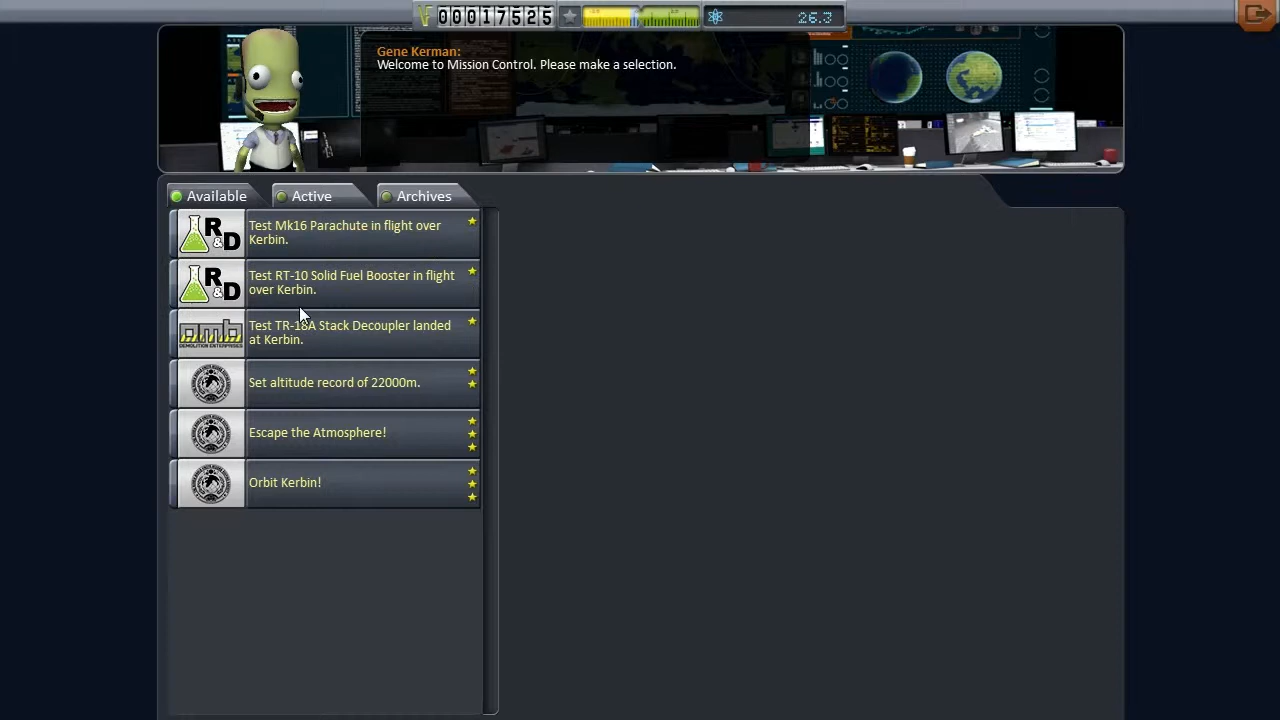 00017525
26.3
Gene Kerman:
Welcome to Mission Control. Please make a selection.
Available
Active
Archives
R&D
Test Mk16 Parachute in flight over
Kerbin.
R&D
Test RT-10 Solid Fuel Booster in flight
over Kerbin.
DEMOLITION ENTERPRISES
Test TR-18A Stack Decoupler landed
at Kerbin.
Set altitude record of 22000m.
Escape the Atmosphere!
Orbit Kerbin!